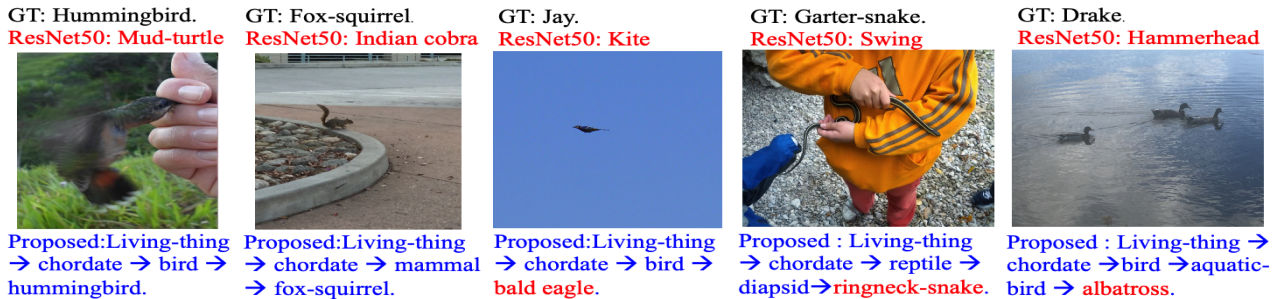 GT: Hummingbird.
ResNet50: Mud-turtle
Proposed:Living-thing
→ chordate → bird →
hummingbird.
GT: Fox-squirrel.
ResNet50: Indian cobra
Proposed:Living-thing
→ chordate → mammal
→ fox-squirrel.
GT: Jay.
ResNet50: Kite
Proposed:Living-thing
→ chordate → bird →
bald eagle.
GT: Garter-snake.
ResNet50: Swing
Proposed : Living-thing
→ chordate → reptile →
diapsid→ringneck-snake.
GT: Drake.
ResNet50: Hammerhead
Proposed : Living-thing →
chordate →bird →aquatic-
bird → albatross.